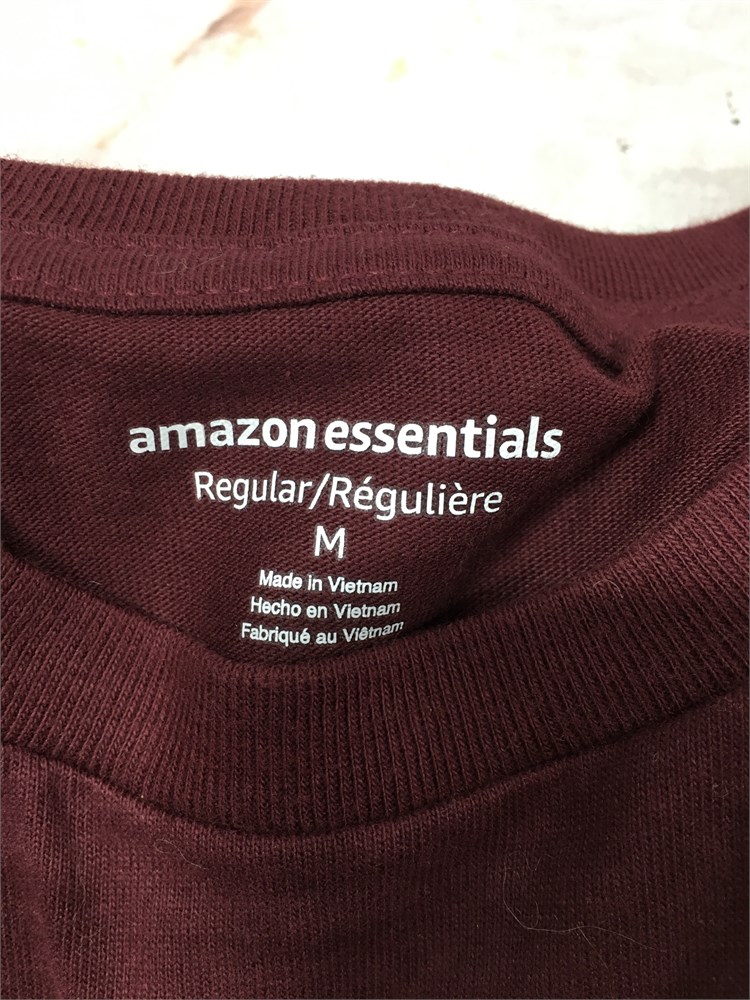 amazon essentials
Regular/Régulière
M
Made in Vietnam
Hecho en Vietnam
Fabriqué au Viêtnam